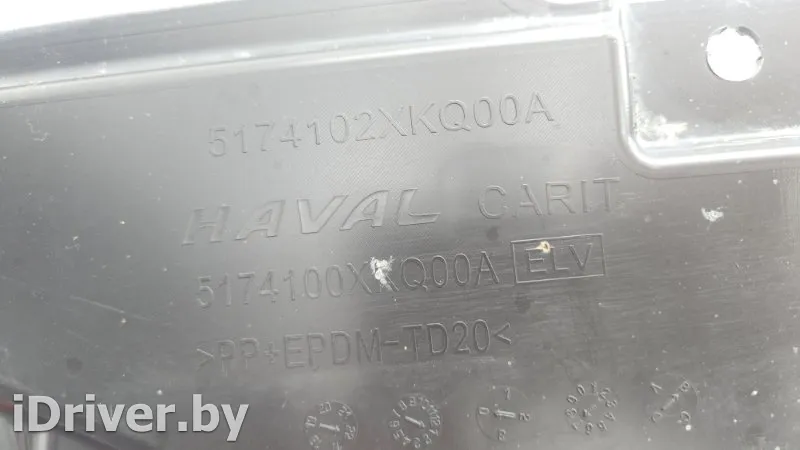 5174102XKQ00A
HAVAL CARIT
5174100XKQ00A ELV
>PP+EPDM-TD20<
iDriver.by